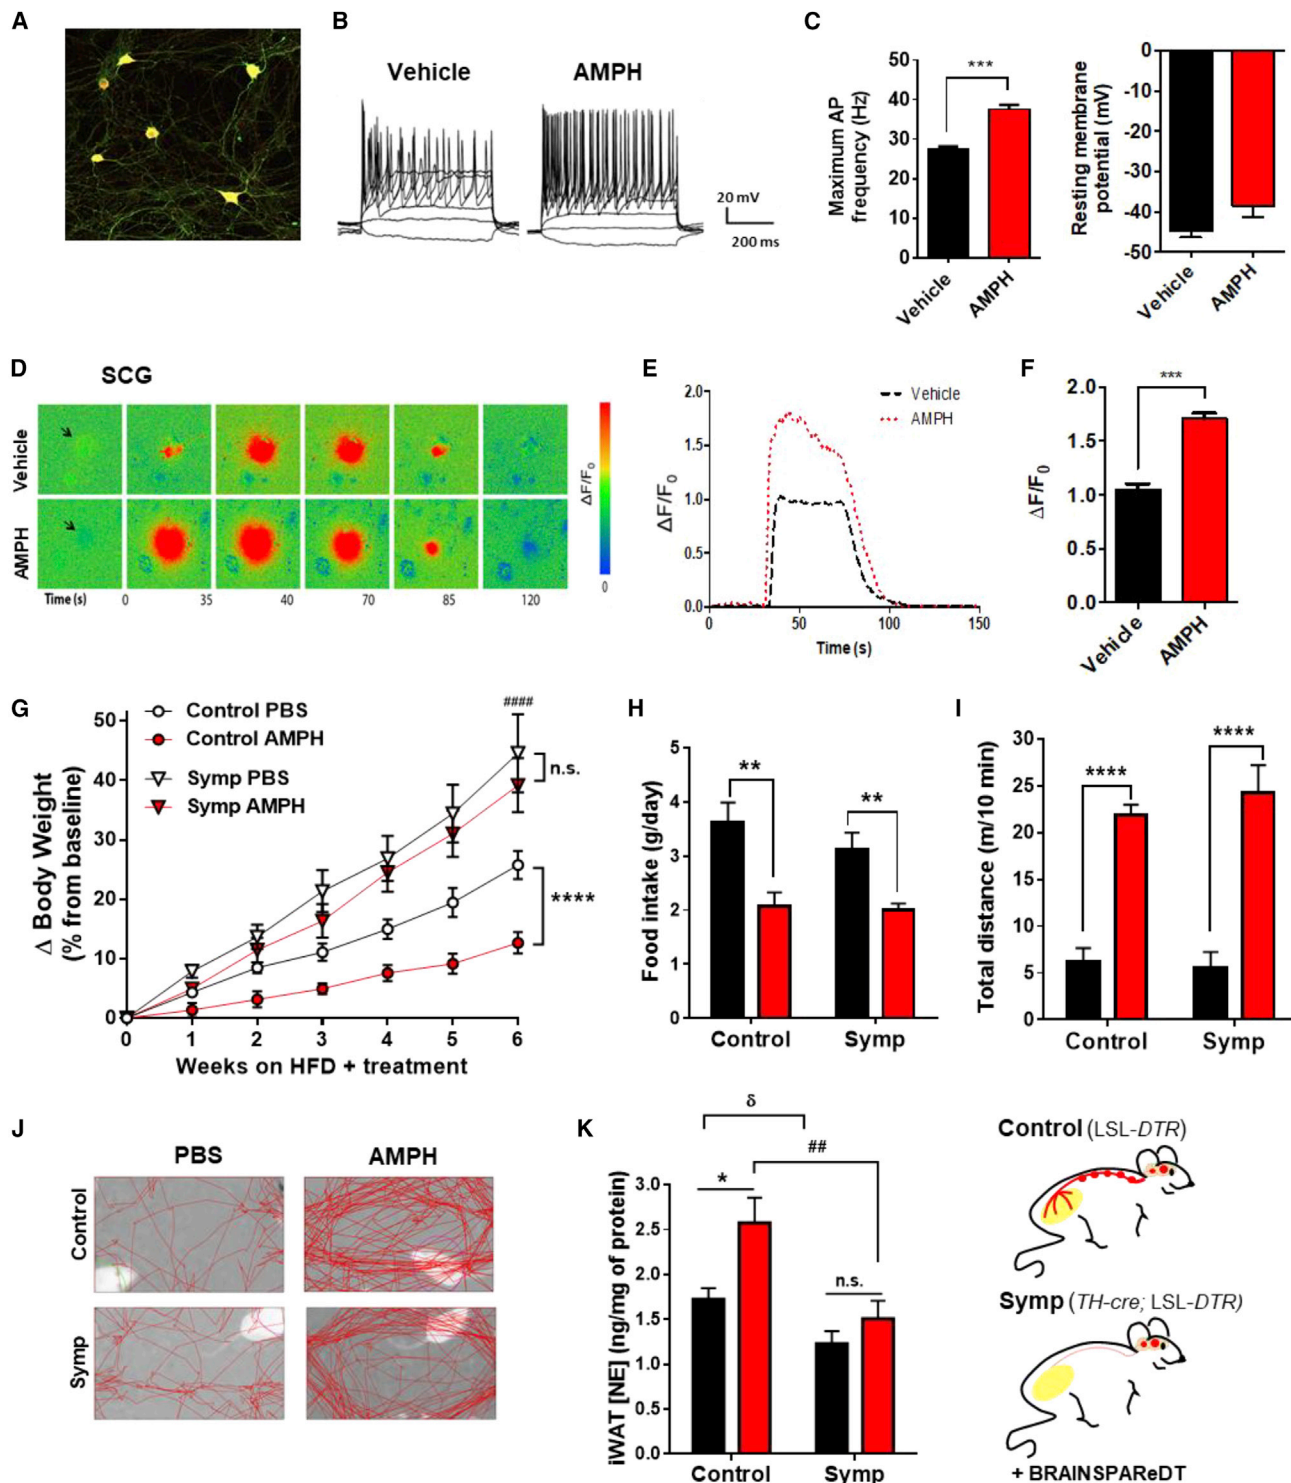 A
B
Vehicle
AMPH
20 mV
200 ms
C
Maximum AP
frequency (Hz)
50
40
30
20
10
0
***
Vehicle
AMPH
Resting membrane
potential (mV)
0
-10
-20
-30
-40
-50
Vehicle
AMPH
D
SCG
Vehicle
AMPH
Time (s)
0
35
40
70
85
120
ΔF/F0
0
E
ΔF/F0
2.0
1.5
1.0
0.5
0.0
0
50
100
150
Time (s)
Vehicle
AMPH
F
ΔF/F0
2.0
1.5
1.0
0.5
0.0
***
Vehicle
AMPH
G
Control PBS
Control AMPH
Symp PBS
Symp AMPH
Δ Body Weight
(% from baseline)
50
40
30
20
10
0
0
1
2
3
4
5
6
Weeks on HFD + treatment
####
n.s.
****
H
Food intake (g/day)
5
4
3
2
1
0
**
**
Control
Symp
I
Total distance (m/10 min)
30
25
20
15
10
5
0
****
****
Control
Symp
J
PBS
AMPH
Control
Symp
K
iWAT [NE] (ng/mg of protein)
3.0
2.5
2.0
1.5
1.0
0.5
0.0
δ
##
*
n.s.
Control
Symp
Control (LSL-DTR)
Symp (TH-cre; LSL-DTR)
+ BRAINSPAReDT